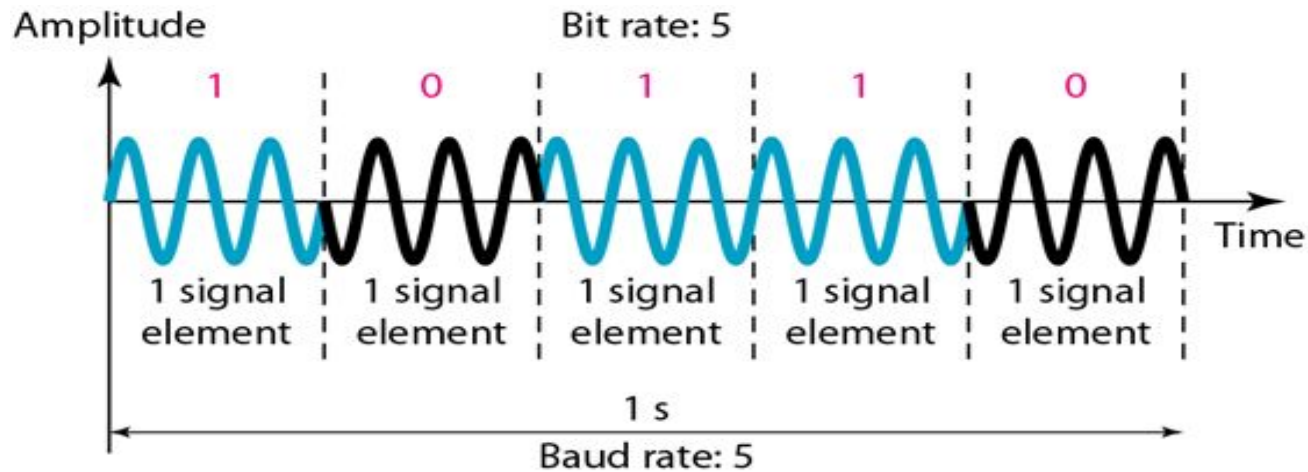 Amplitude
Bit rate: 5
1 0 1 1 0
Time
1 signal 1 signal 1 signal 1 signal 1 signal
element element element element element
1 s
Baud rate: 5